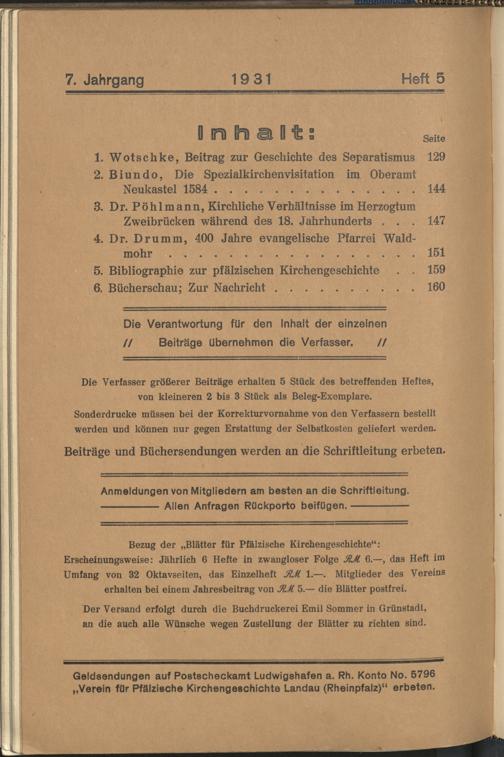 7. Jahrgang 1931 Heft 5
Inhalt:
Seite
1. Wotschke, Beitrag zur Geschichte des Separatismus 129
2. Biundo, Die Spezialkirchenvisitation im Oberamt
Neukastel 1584 . . . . . . . . . . . . . . 144
3. Dr. Pöhlmann, Kirchliche Verhältnisse im Herzogtum
Zweibrücken während des 18. Jahrhunderts . . . 147
4. Dr. Drumm, 400 Jahre evangelische Pfarrei Wald-
mohr . . . . . . . . . . . . . . . . . 151
5. Bibliographie zur pfälzischen Kirchengeschichte . . 159
6. Bücherschau; Zur Nachricht . . . . . . . . . . 160
Die Verantwortung für den Inhalt der einzelnen
// Beiträge übernehmen die Verfasser. //
Die Verfasser größerer Beiträge erhalten 5 Stück des betreffenden Heftes,
von kleineren 2 bis 3 Stück als Beleg-Exemplare.
Sonderdrucke müssen bei der Korrekturvornahme von den Verfassern bestellt
werden und können nur gegen Erstattung der Selbstkosten geliefert werden.
Beiträge und Büchersendungen werden an die Schriftleitung erbeten.
Anmeldungen von Mitgliedern am besten an die Schriftleitung.
Allen Anfragen Rückporto beifügen.
Bezug der „Blätter für Pfälzische Kirchengeschichte“:
Erscheinungsweise: Jährlich 6 Hefte in zwangloser Folge RM 6.—, das Heft im
Umfang von 32 Oktavseiten, das Einzelheft RM 1.—. Mitglieder des Vereins
erhalten bei einem Jahresbeitrag von RM 5.— die Blätter postfrei.
Der Versand erfolgt durch die Buchdruckerei Emil Sommer in Grünstadt,
an die auch alle Wünsche wegen Zustellung der Blätter zu richten sind.
Geldsendungen auf Postscheckamt Ludwigshafen a. Rh. Konto No. 5796
„Verein für Pfälzische Kirchengeschichte Landau (Rheinpfalz)“ erbeten.